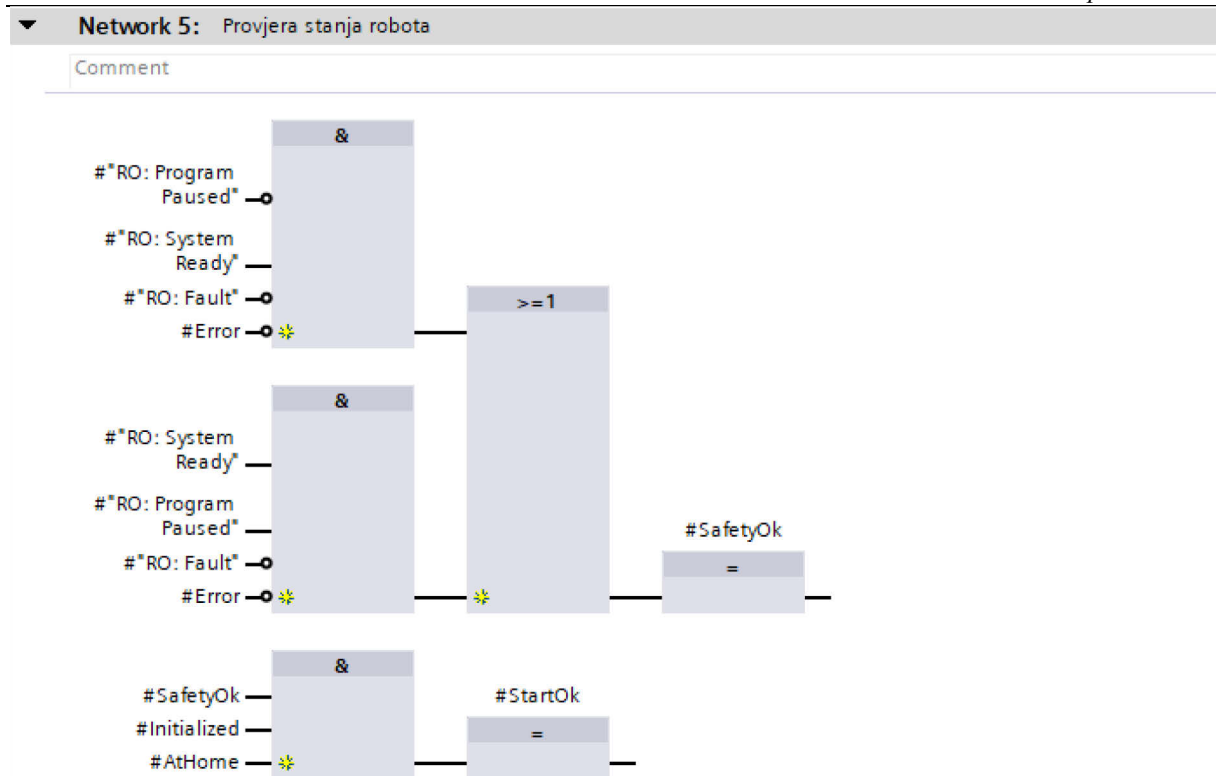 Network 5: Provjera stanja robota
Comment
&
#"RO: Program
Paused"
#"RO: System
Ready"
#"RO: Fault"
#Error
>=1
&
#"RO: System
Ready"
#"RO: Program
Paused"
#"RO: Fault"
#Error
#SafetyOk
=
&
#SafetyOk
#Initialized
#AtHome
#StartOk
=